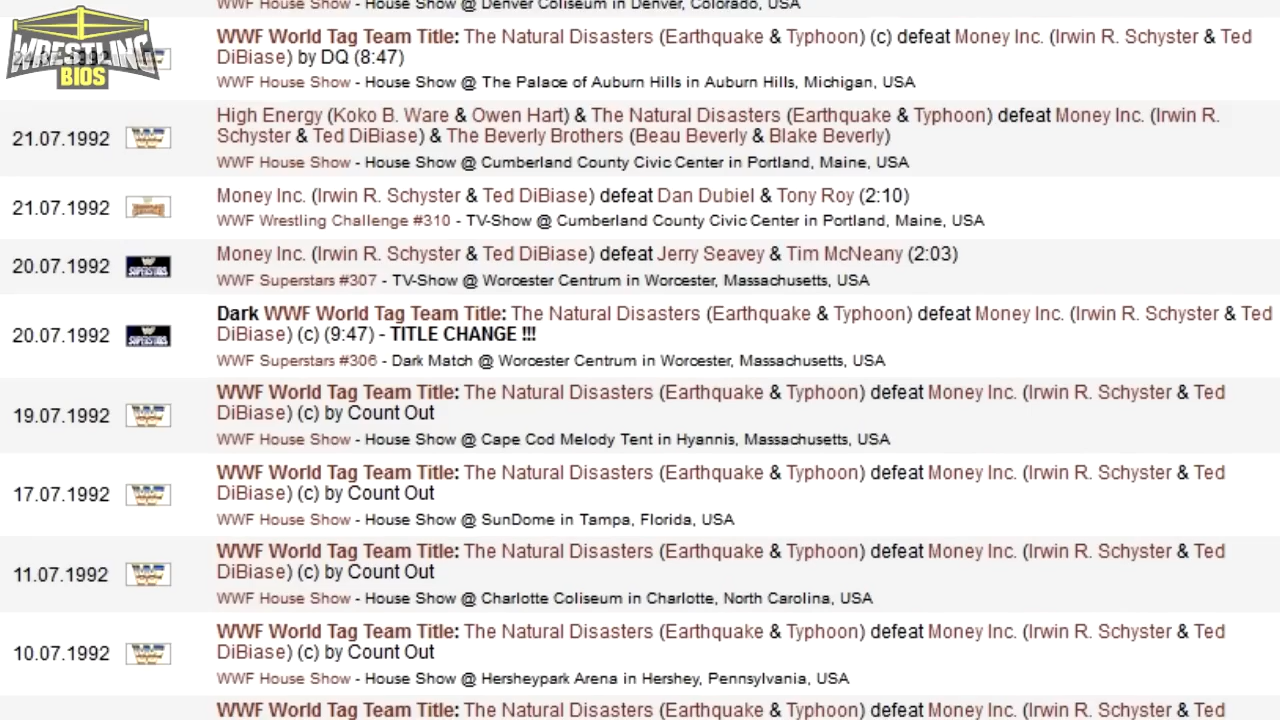 WWF House Show - House Show @ Denver Coliseum in Denver, Colorado, USA
WRESTLING
BIOS
WWF World Tag Team Title: The Natural Disasters (Earthquake & Typhoon) (c) defeat Money Inc. (Irwin R. Schyster & Ted
DiBiase) by DQ (8:47)
WWF House Show - House Show @ The Palace of Auburn Hills in Auburn Hills, Michigan, USA
21.07.1992
High Energy (Koko B. Ware & Owen Hart) & The Natural Disasters (Earthquake & Typhoon) defeat Money Inc. (Irwin R.
Schyster & Ted DiBiase) & The Beverly Brothers (Beau Beverly & Blake Beverly)
WWF House Show - House Show @ Cumberland County Civic Center in Portland, Maine, USA
21.07.1992
Money Inc. (Irwin R. Schyster & Ted DiBiase) defeat Dan Dubiel & Tony Roy (2:10)
WWF Wrestling Challenge #310 - TV-Show @ Cumberland County Civic Center in Portland, Maine, USA
20.07.1992
SUPERSTARS
Money Inc. (Irwin R. Schyster & Ted DiBiase) defeat Jerry Seavey & Tim McNeany (2:03)
WWF Superstars #307 - TV-Show @ Worcester Centrum in Worcester, Massachusetts, USA
20.07.1992
SUPERSTARS
Dark WWF World Tag Team Title: The Natural Disasters (Earthquake & Typhoon) defeat Money Inc. (Irwin R. Schyster & Ted
DiBiase) (c) (9:47) - TITLE CHANGE !!!
WWF Superstars #306 - Dark Match @ Worcester Centrum in Worcester, Massachusetts, USA
19.07.1992
WWF World Tag Team Title: The Natural Disasters (Earthquake & Typhoon) defeat Money Inc. (Irwin R. Schyster & Ted
DiBiase) (c) by Count Out
WWF House Show - House Show @ Cape Cod Melody Tent in Hyannis, Massachusetts, USA
17.07.1992
WWF World Tag Team Title: The Natural Disasters (Earthquake & Typhoon) defeat Money Inc. (Irwin R. Schyster & Ted
DiBiase) (c) by Count Out
WWF House Show - House Show @ SunDome in Tampa, Florida, USA
11.07.1992
WWF World Tag Team Title: The Natural Disasters (Earthquake & Typhoon) defeat Money Inc. (Irwin R. Schyster & Ted
DiBiase) (c) by Count Out
WWF House Show - House Show @ Charlotte Coliseum in Charlotte, North Carolina, USA
10.07.1992
WWF World Tag Team Title: The Natural Disasters (Earthquake & Typhoon) defeat Money Inc. (Irwin R. Schyster & Ted
DiBiase) (c) by Count Out
WWF House Show - House Show @ Hersheypark Arena in Hershey, Pennsylvania, USA
WWF World Tag Team Title: The Natural Disasters (Earthquake & Typhoon) defeat Money Inc. (Irwin R. Schyster & Ted